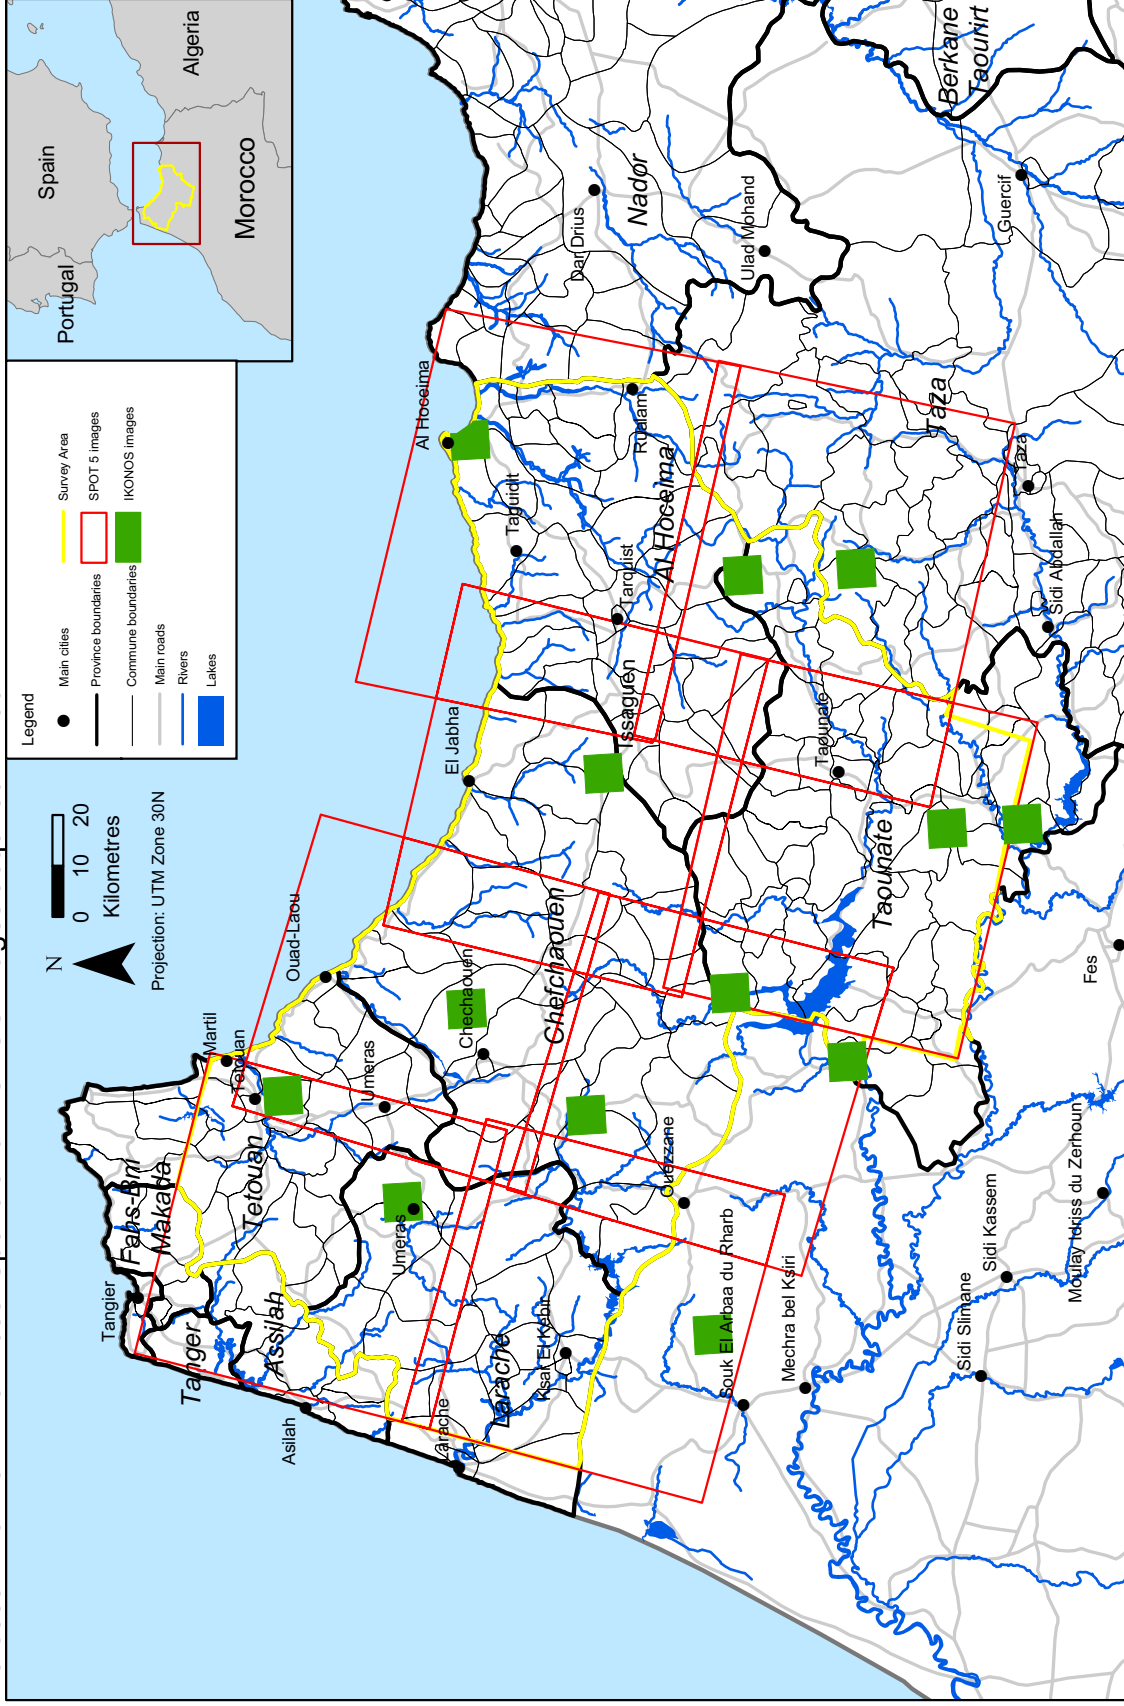 Legend
Main cities
Province boundaries
Commune boundaries
Main roads
Rivers
Lakes
Survey Area
SPOT 5 images
IKONOS images
N
0 10 20
Kilometres
Projection: UTM Zone 30N
Portugal
Spain
Morocco
Algeria
Tangier
Fahs-Bni
Makada
Tanger
Assilah
Asilah
Tetouan
Tetouan
Martil
Umeras
Umeras
Larache
Larache
Ksar El Kebir
Ouad-Laou
Chechaouen
Chefchaouen
Ouezzane
Souk El Arbaa du Rharb
Mechra bel Ksiri
Sidi Slimane
Sidi Kassem
Moulay Idriss du Zerhoun
Fes
El Jabha
Issaguen
Taounate
Taounate
Al Hoceima
Al Hoceima
Taguidit
Tarquist
Rualam
Taza
Taza
Sidi Abdallah
Dar Drius
Nador
Ulad Mohand
Guercif
Berkane
Taourirt